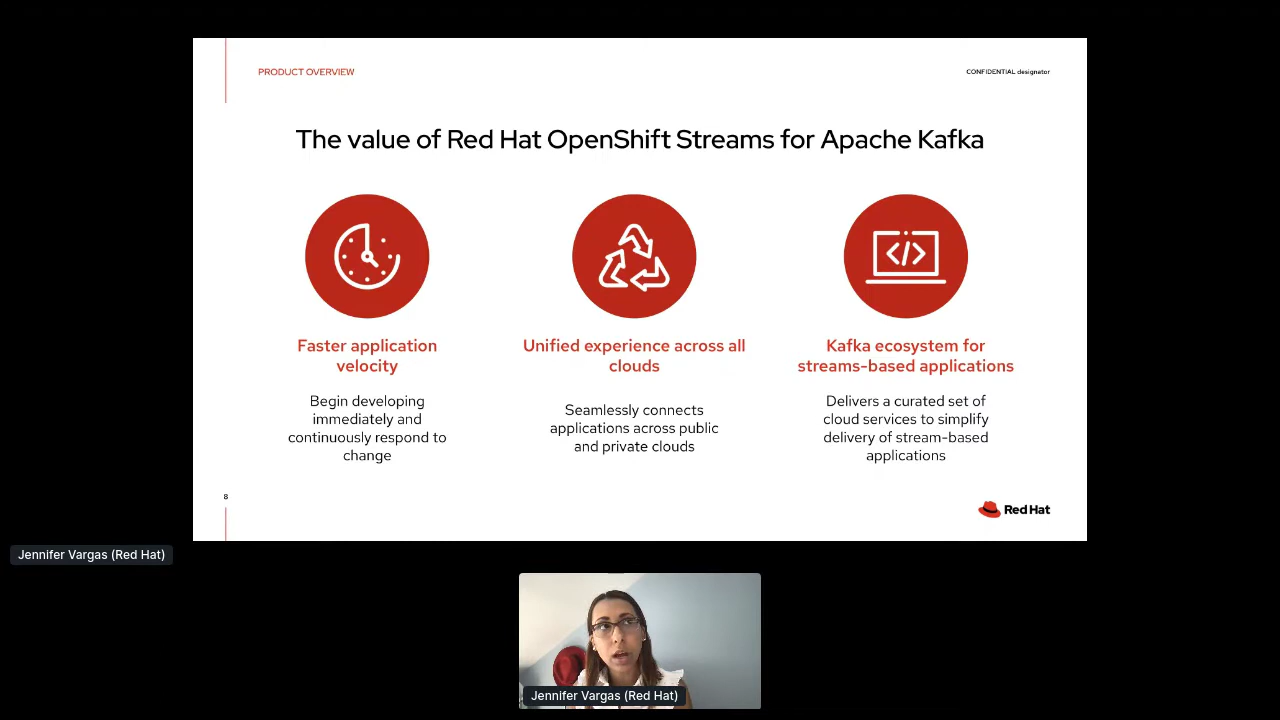 PRODUCT OVERVIEW
CONFIDENTIAL designator
The value of Red Hat OpenShift Streams for Apache Kafka
Faster application
velocity
Begin developing
immediately and
continuously respond to
change
Unified experience across all
clouds
Seamlessly connects
applications across public
and private clouds
Kafka ecosystem for
streams-based applications
Delivers a curated set of
cloud services to simplify
delivery of stream-based
applications
8
Red Hat
Jennifer Vargas (Red Hat)
Jennifer Vargas (Red Hat)